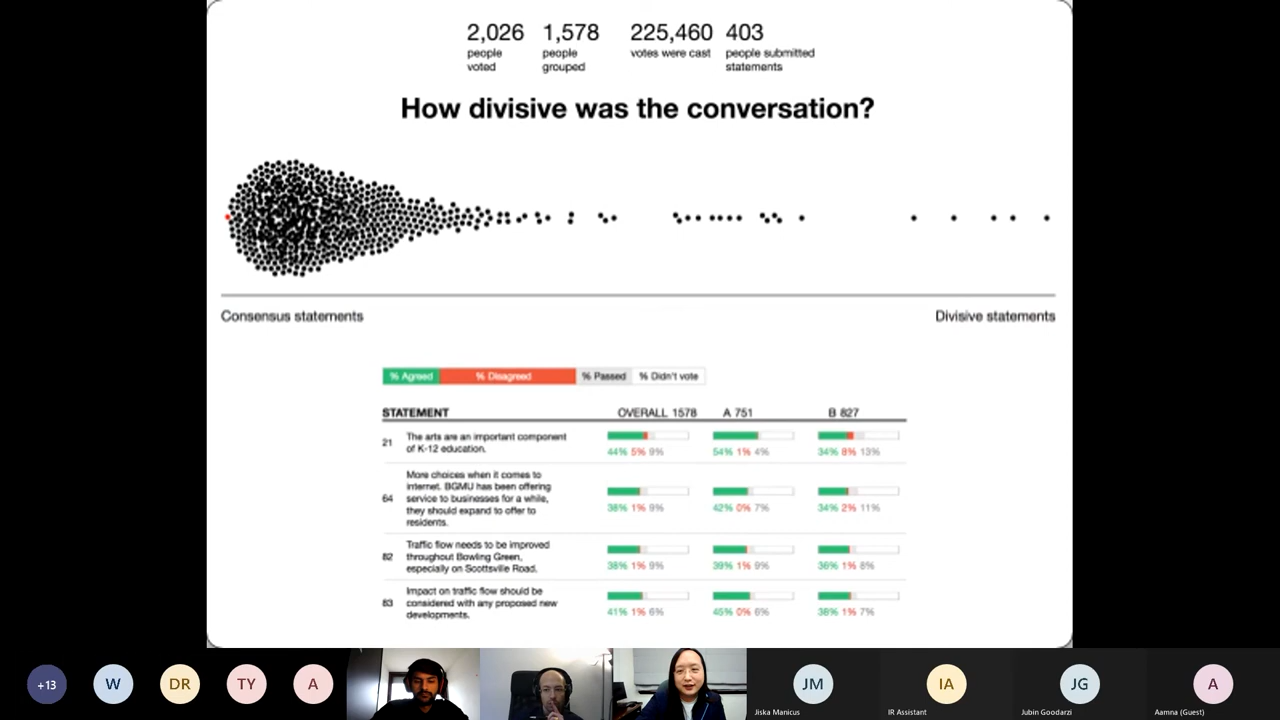 2,026 1,578 225,460 403
people voted people grouped votes were cast people submitted statements
How divisive was the conversation?
Consensus statements Divisive statements
% Agreed % Disagreed % Passed % Didn't vote
STATEMENT OVERALL 1578 A 751 B 827
21 The arts are an important component
of K-12 education.
44% 5% 9% 54% 1% 4% 34% 8% 13%
64 More choices when it comes to
internet. BGMU has been offering
service to businesses for a while,
they should expand to offer to
residents.
38% 1% 9% 42% 0% 7% 34% 2% 11%
82 Traffic flow needs to be improved
throughout Bowling Green,
especially on Scottsville Road.
38% 1% 9% 39% 1% 9% 36% 1% 8%
83 Impact on traffic flow should be
considered with any proposed new
developments.
41% 1% 6% 45% 0% 6% 38% 1% 7%
+13 W DR TY A JM IA JG A
Jiska Manicus IR Assistant Jubin Goodarzi Aamna (Guest)